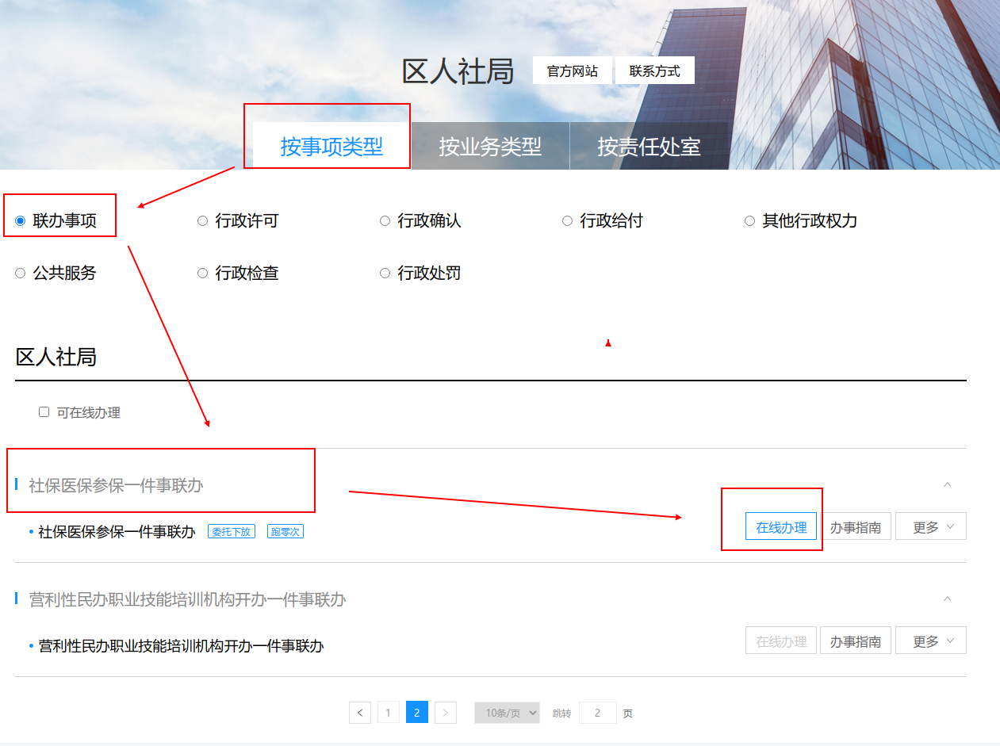 区人社局 官方网站 联系方式
按事项类型 按业务类型 按责任处室
联办事项 行政许可 行政确认 行政给付 其他行政权力
公共服务 行政检查 行政处罚
区人社局
可在线办理
社保医保参保一件事联办
社保医保参保一件事联办 委托下放 跑零次 在线办理 办事指南 更多
营利性民办职业技能培训机构开办一件事联办
营利性民办职业技能培训机构开办一件事联办 在线办理 办事指南 更多
< 1 2 > 10条/页 跳转 2 页